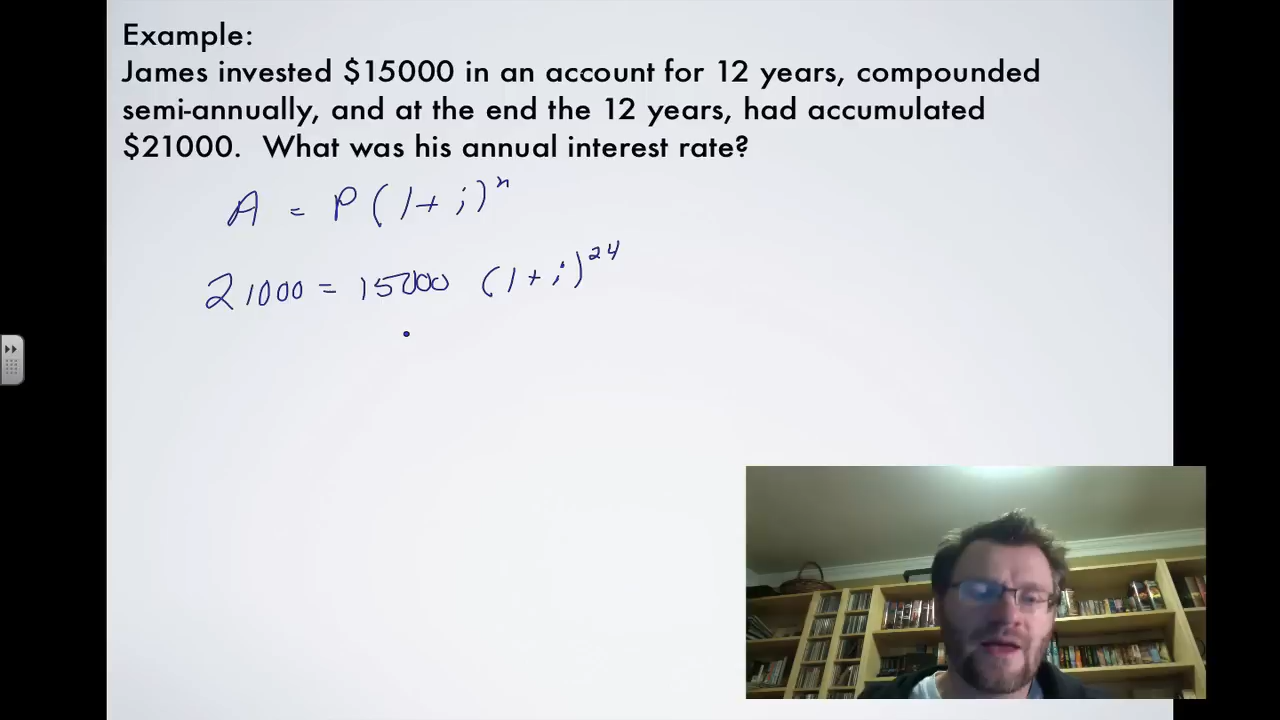 Example:
James invested $15000 in an account for 12 years, compounded
semi-annually, and at the end the 12 years, had accumulated
$21000. What was his annual interest rate?
A = P(1+i)^n
21000 = 15000 (1+i)^24